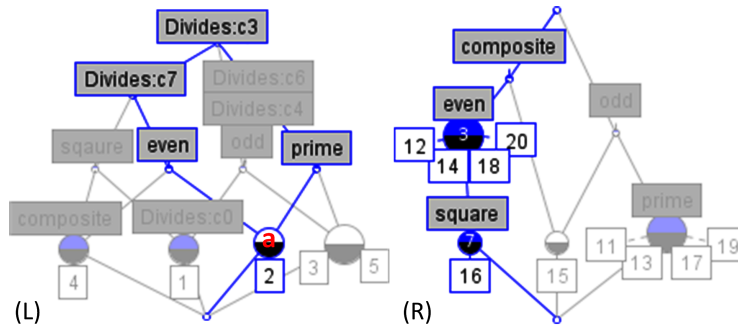 Divides:c3
Divides:c7
Divides:c6
Divides:c4
sqaure
even
odd
prime
composite
Divides:c0
a
4
1
2
3
5
(L)
composite
odd
even
3
12
14
18
20
prime
square
7
16
15
11
13
17
19
(R)